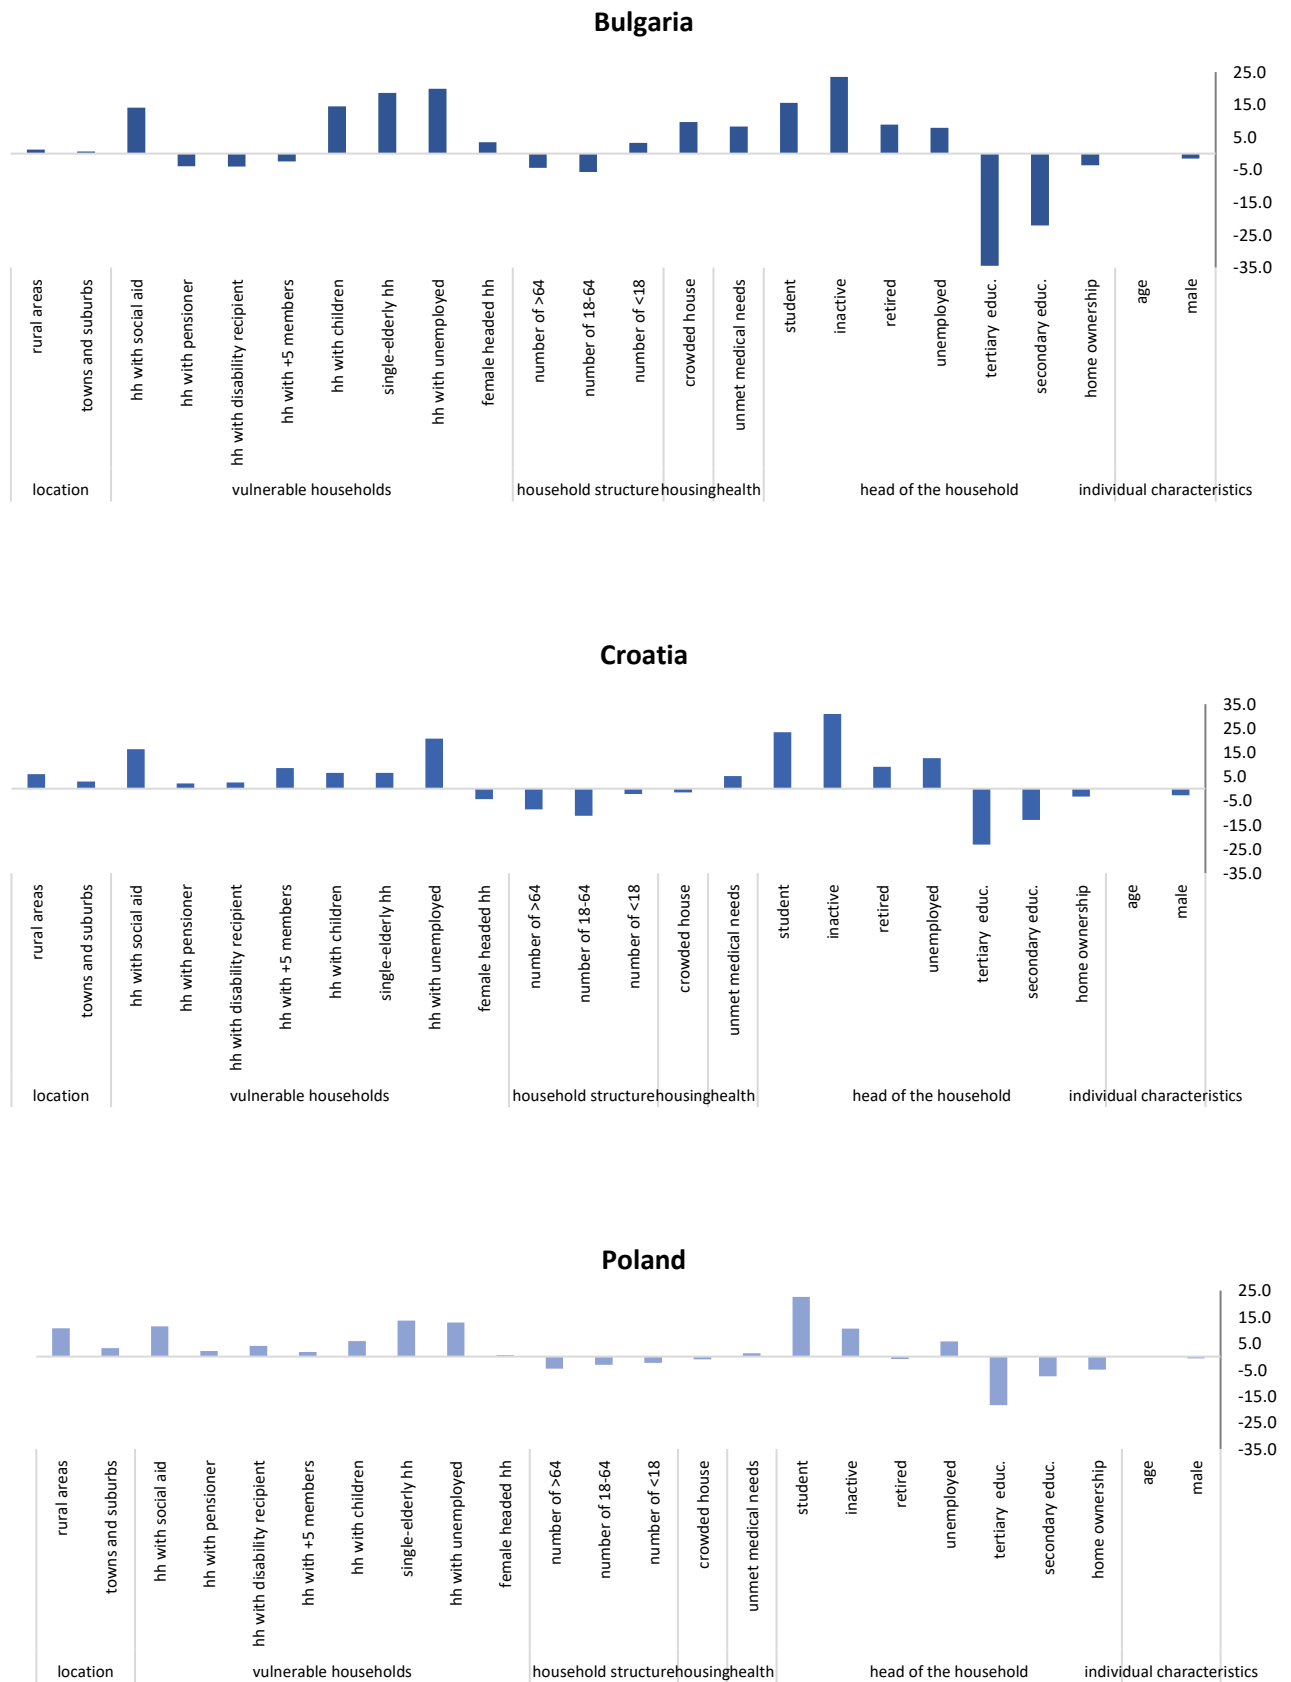 Bulgaria
25.0
15.0
5.0
-5.0
-15.0
-25.0
-35.0
rural areas
towns and suburbs
hh with social aid
hh with pensioner
hh with disability recipient
hh with +5 members
hh with children
single-elderly hh
hh with unemployed
female headed hh
number of >64
number of 18-64
number of <18
crowded house
unmet medical needs
student
inactive
retired
unemployed
tertiary educ.
secondary educ.
home ownership
age
male
location
vulnerable households
household structure
housing
health
head of the household
individual characteristics
Croatia
35.0
25.0
15.0
5.0
-5.0
-15.0
-25.0
-35.0
rural areas
towns and suburbs
hh with social aid
hh with pensioner
hh with disability recipient
hh with +5 members
hh with children
single-elderly hh
hh with unemployed
female headed hh
number of >64
number of 18-64
number of <18
crowded house
unmet medical needs
student
inactive
retired
unemployed
tertiary educ.
secondary educ.
home ownership
age
male
location
vulnerable households
household structure
housing
health
head of the household
individual characteristics
Poland
25.0
15.0
5.0
-5.0
-15.0
-25.0
-35.0
rural areas
towns and suburbs
hh with social aid
hh with pensioner
hh with disability recipient
hh with +5 members
hh with children
single-elderly hh
hh with unemployed
female headed hh
number of >64
number of 18-64
number of <18
crowded house
unmet medical needs
student
inactive
retired
unemployed
tertiary educ.
secondary educ.
home ownership
age
male
location
vulnerable households
household structure
housing
health
head of the household
individual characteristics